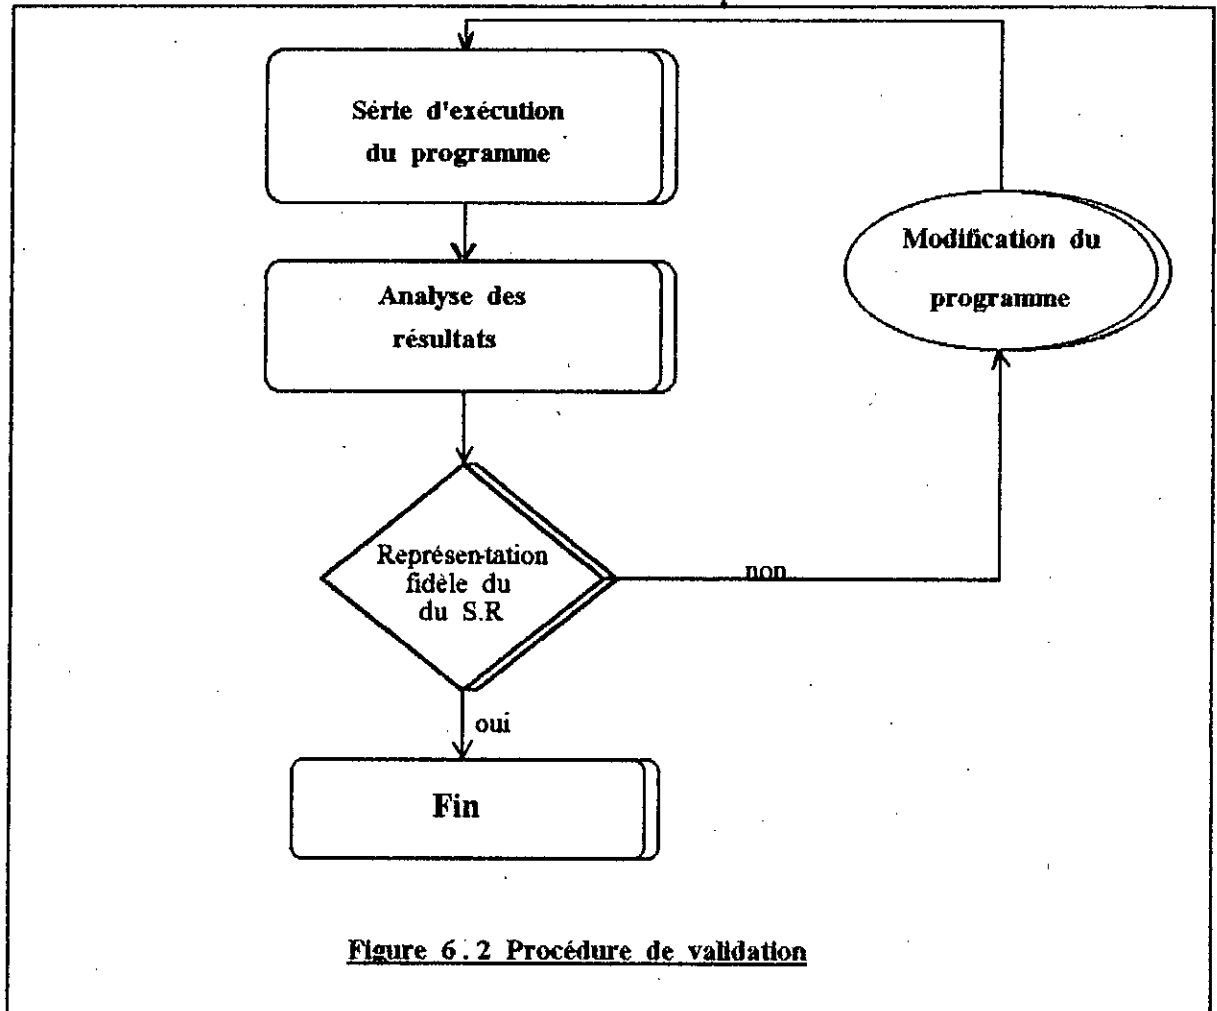 Série d'exécution
du programme
Modification du
programme
Analyse des
résultats
Représen-tation
fidèle du
du S.R
non
oui
Fin
Figure 6.2 Procédure de validation